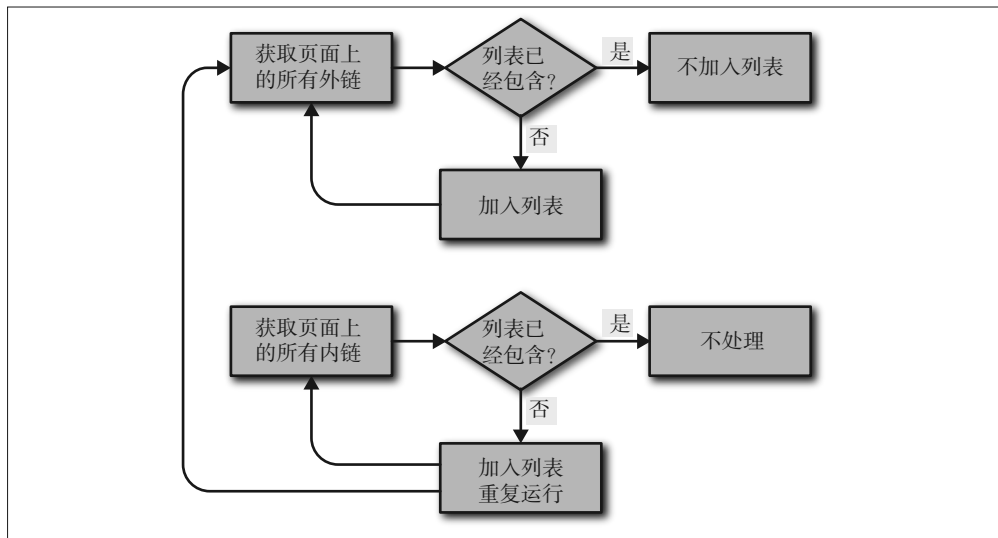 获取页面上
的所有外链
列表已
经包含?
是
不加入列表
否
加入列表
获取页面上
的所有内链
列表已
经包含?
是
不处理
否
加入列表
重复运行